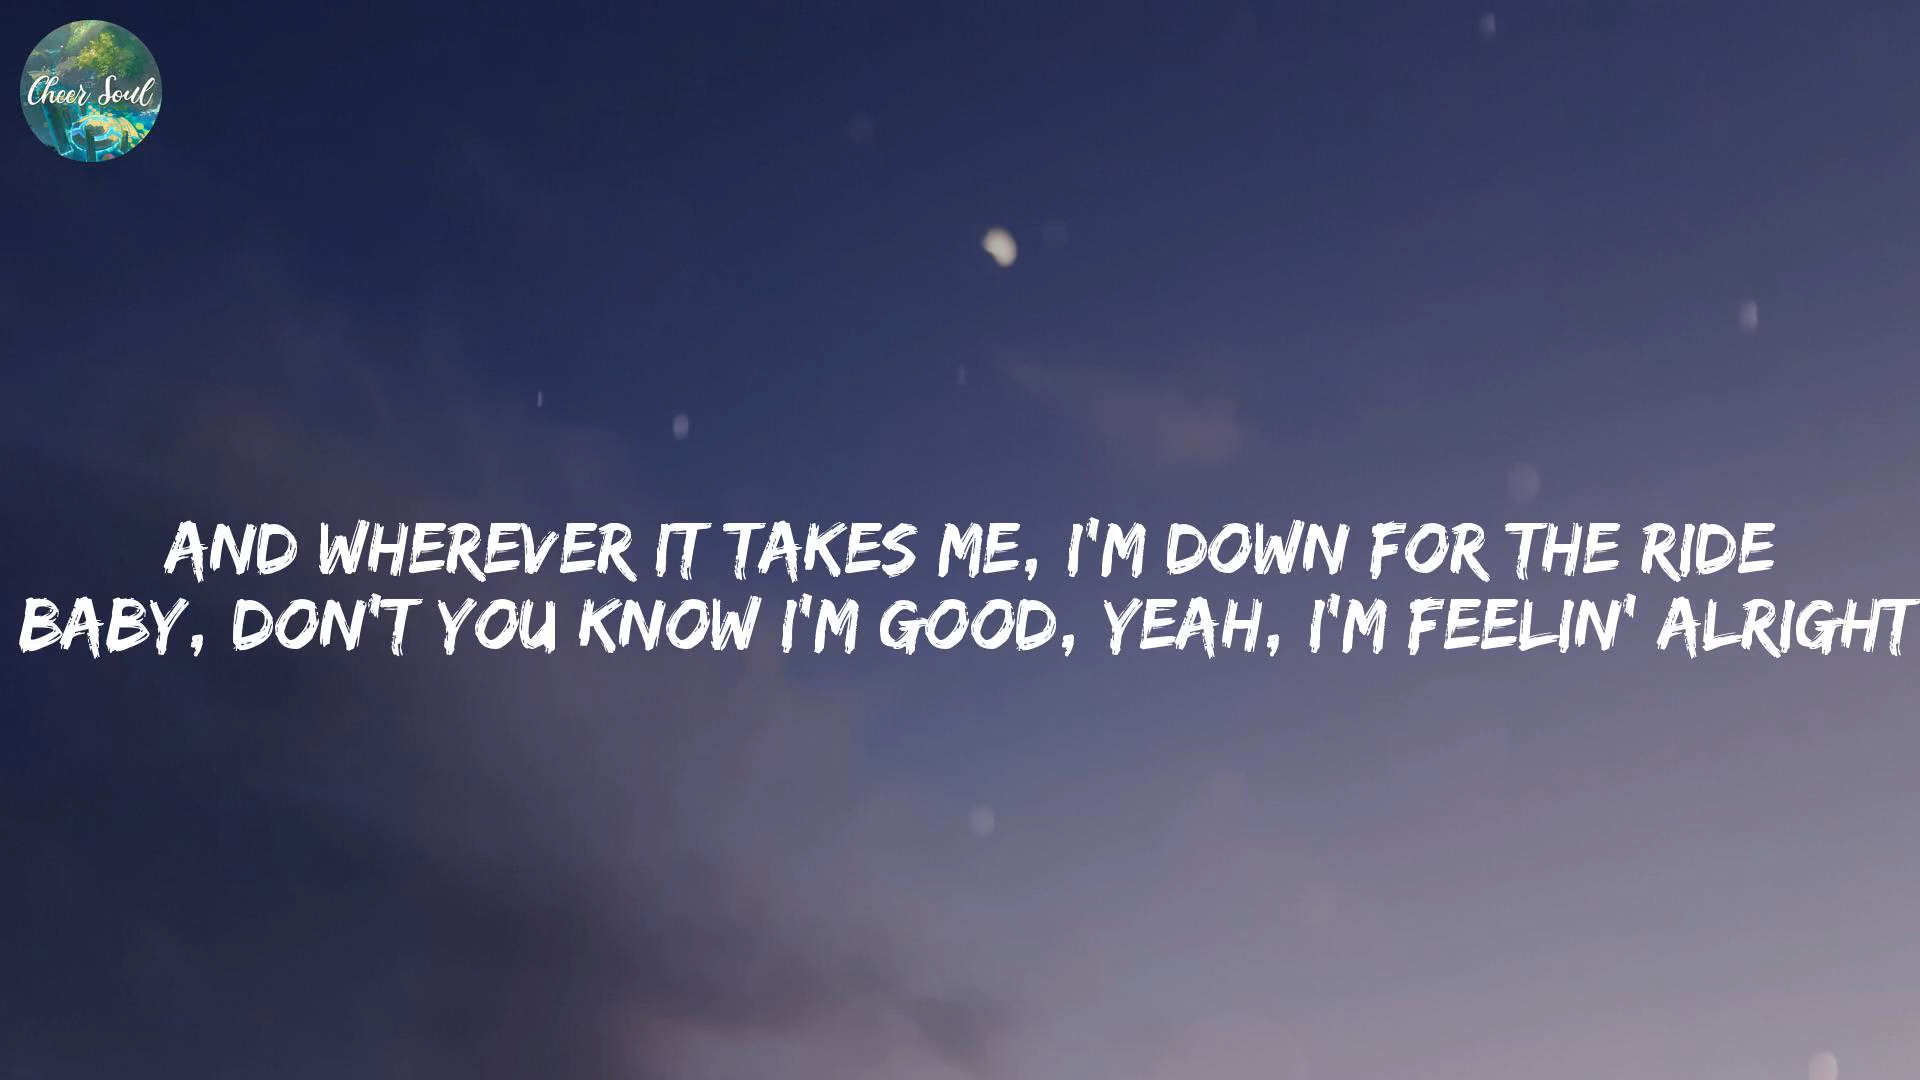 Cheer Soul
AND WHEREVER IT TAKES ME, I'M DOWN FOR THE RIDE
BABY, DON'T YOU KNOW I'M GOOD, YEAH, I'M FEELIN' ALRIGHT